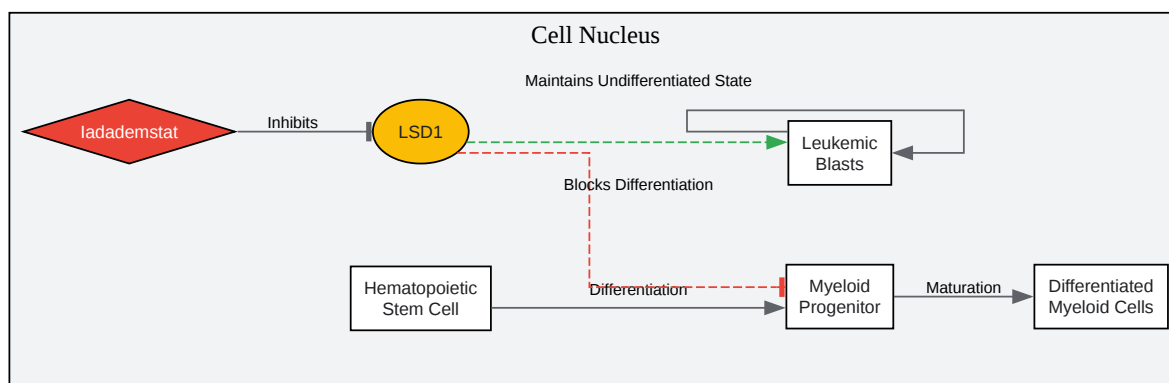 Cell Nucleus
Maintains Undifferentiated State
Iadademstat
Inhibits
LSD1
Leukemic
Blasts
Blocks Differentiation
Hematopoietic
Stem Cell
Differentiation
Myeloid
Progenitor
Maturation
Differentiated
Myeloid Cells